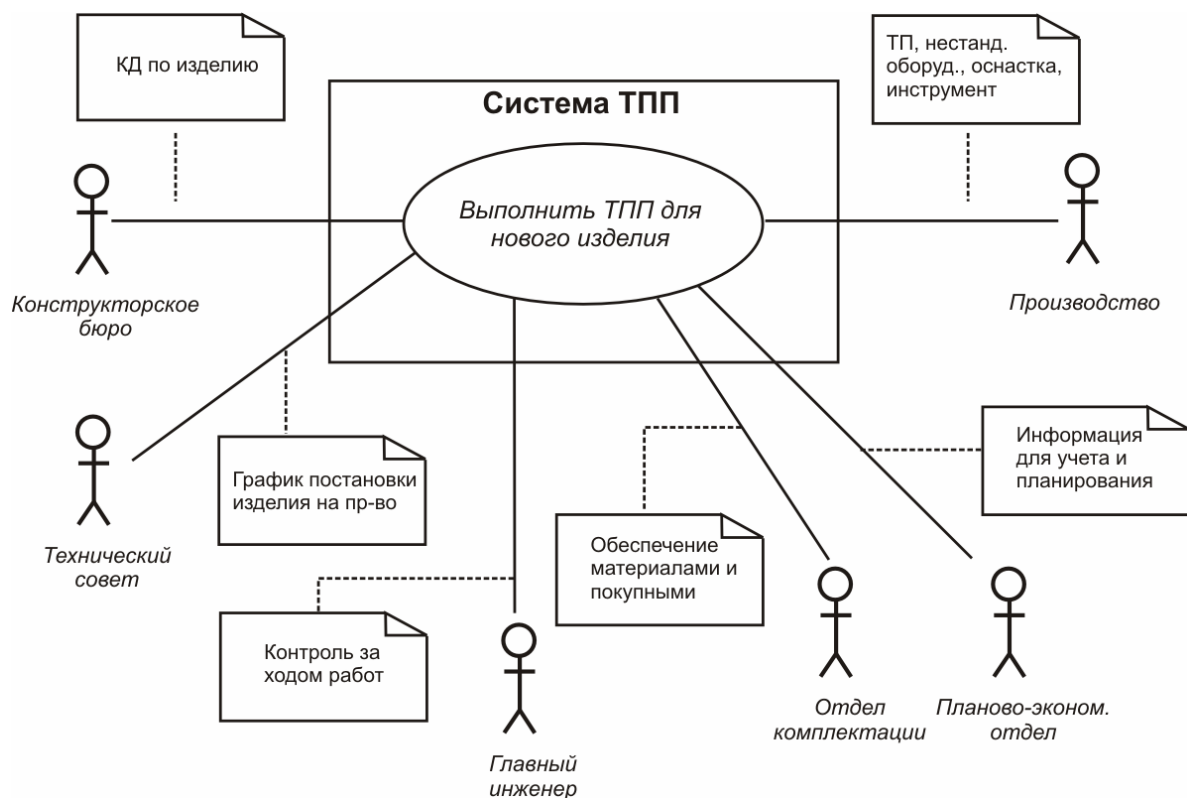 КД по изделию
ТП, нестанд.
оборуд., оснастка,
инструмент
Система ТПП
Выполнить ТПП для
нового изделия
Конструкторское
бюро
Производство
График постановки
изделия на пр-во
Информация
для учета и
планирования
Технический
совет
Обеспечение
материалами и
покупными
Контроль за
ходом работ
Главный
инженер
Отдел
комплектации
Планово-эконом.
отдел